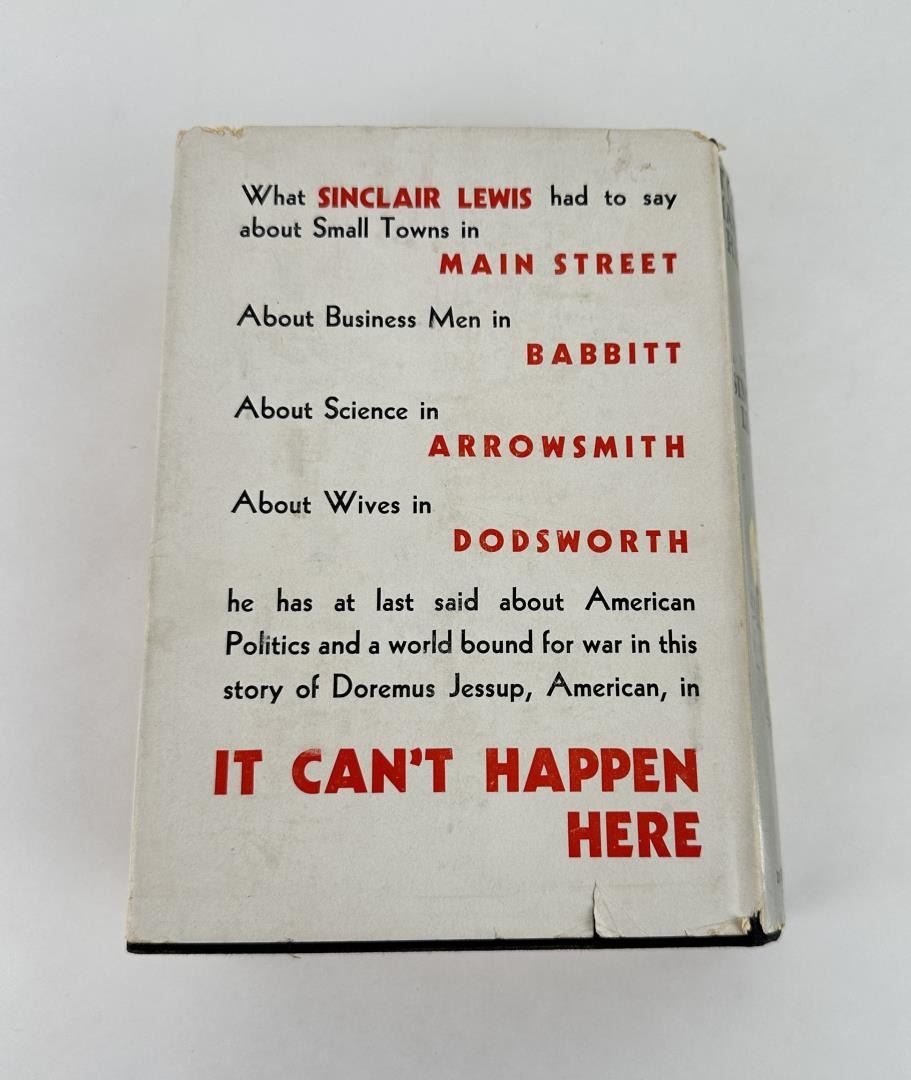 What SINCLAIR LEWIS had to say
about Small Towns in
MAIN STREET
About Business Men in
BABBITT
About Science in
ARROWSMITH
About Wives in
DODSWORTH
he has at last said about American
Politics and a world bound for war in this
story of Doremus Jessup, American, in
IT CAN'T HAPPEN
HERE